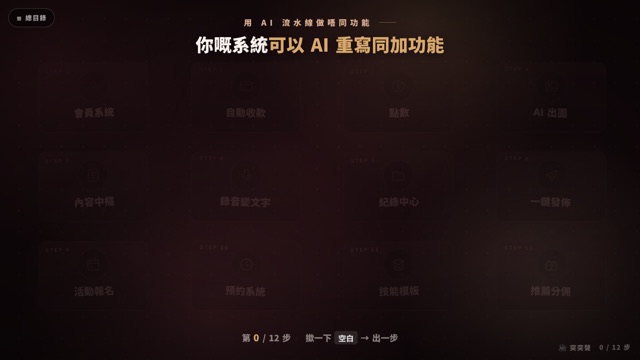 總目錄
用 AI 流水線做唔同功能
你嘅系統可以 AI 重寫同加功能
會員系統
自動收款
點數
AI 出圖
內容中樞
錄音變文字
紀錄中心
一鍵發佈
活動報名
預約系統
技能模板
推薦分佣
第 0 / 12 步 撳一下 空白 → 出一步
0 / 12 步